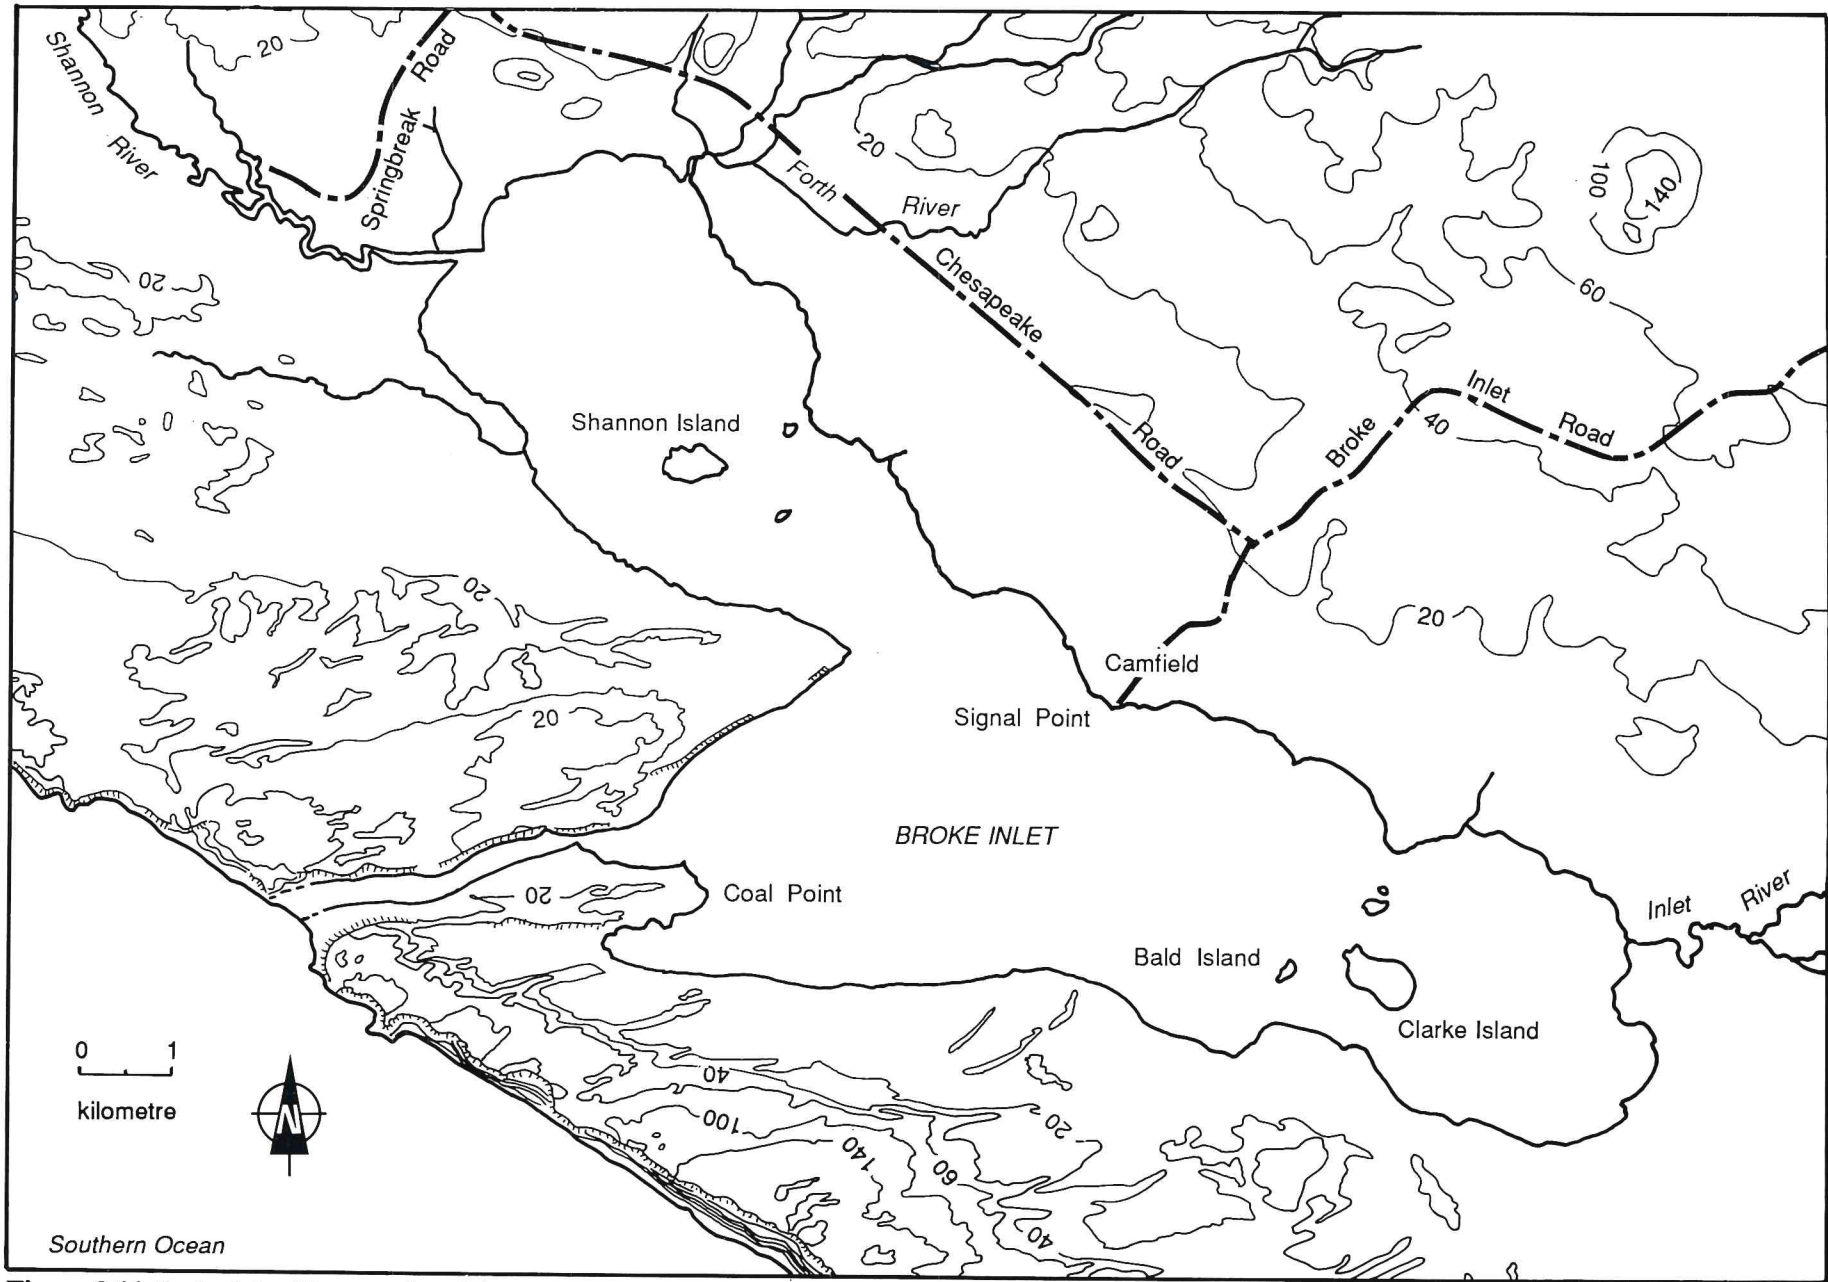 20
Shannon
River
Springbreak
Road
Forth
River
20
100
140
Chesapeake
Road
60
20
Shannon Island
Broke
Inlet
Road
40
20
20
Camfield
Signal Point
20
BROKE INLET
Coal Point
20
Inlet
River
Bald Island
Clarke Island
0 1
kilometre
N
40
100
140
60
20
40
Southern Ocean